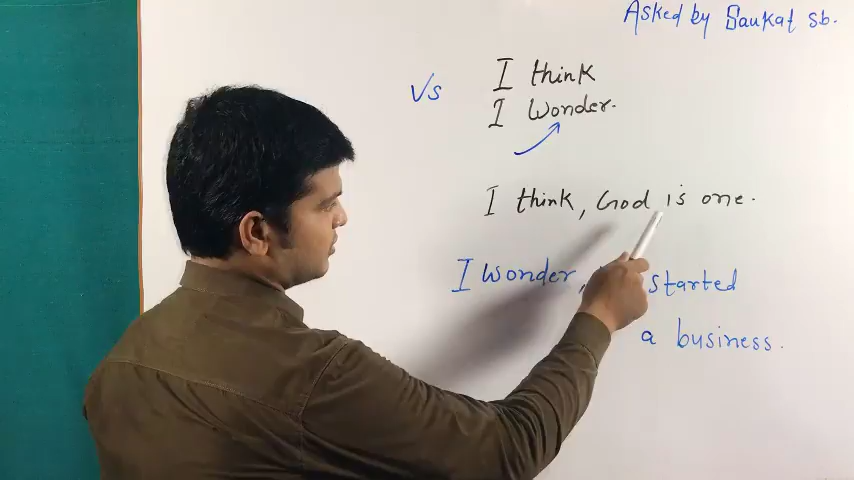 Asked by Saukat sb.
Vs
I think
I Wonder.
I think, God is one.
I wonder, started
a business.